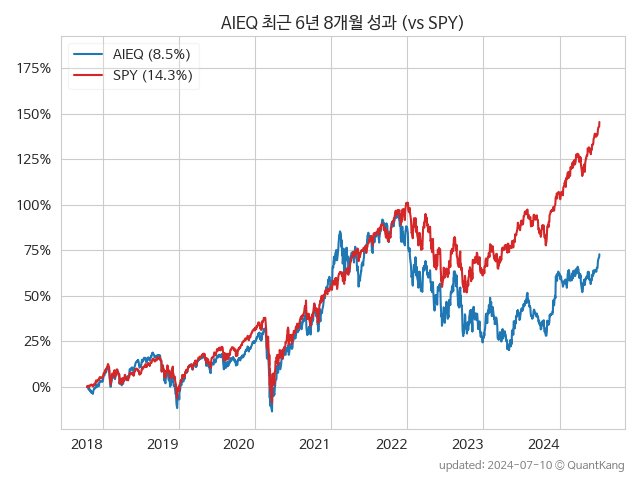 AIEQ 최근 6년 8개월 성과 (vs SPY)
AIEQ (8.5%)
SPY (14.3%)
175%
150%
125%
100%
75%
50%
25%
0%
2018 2019 2020 2021 2022 2023 2024
updated: 2024-07-10 © QuantKang